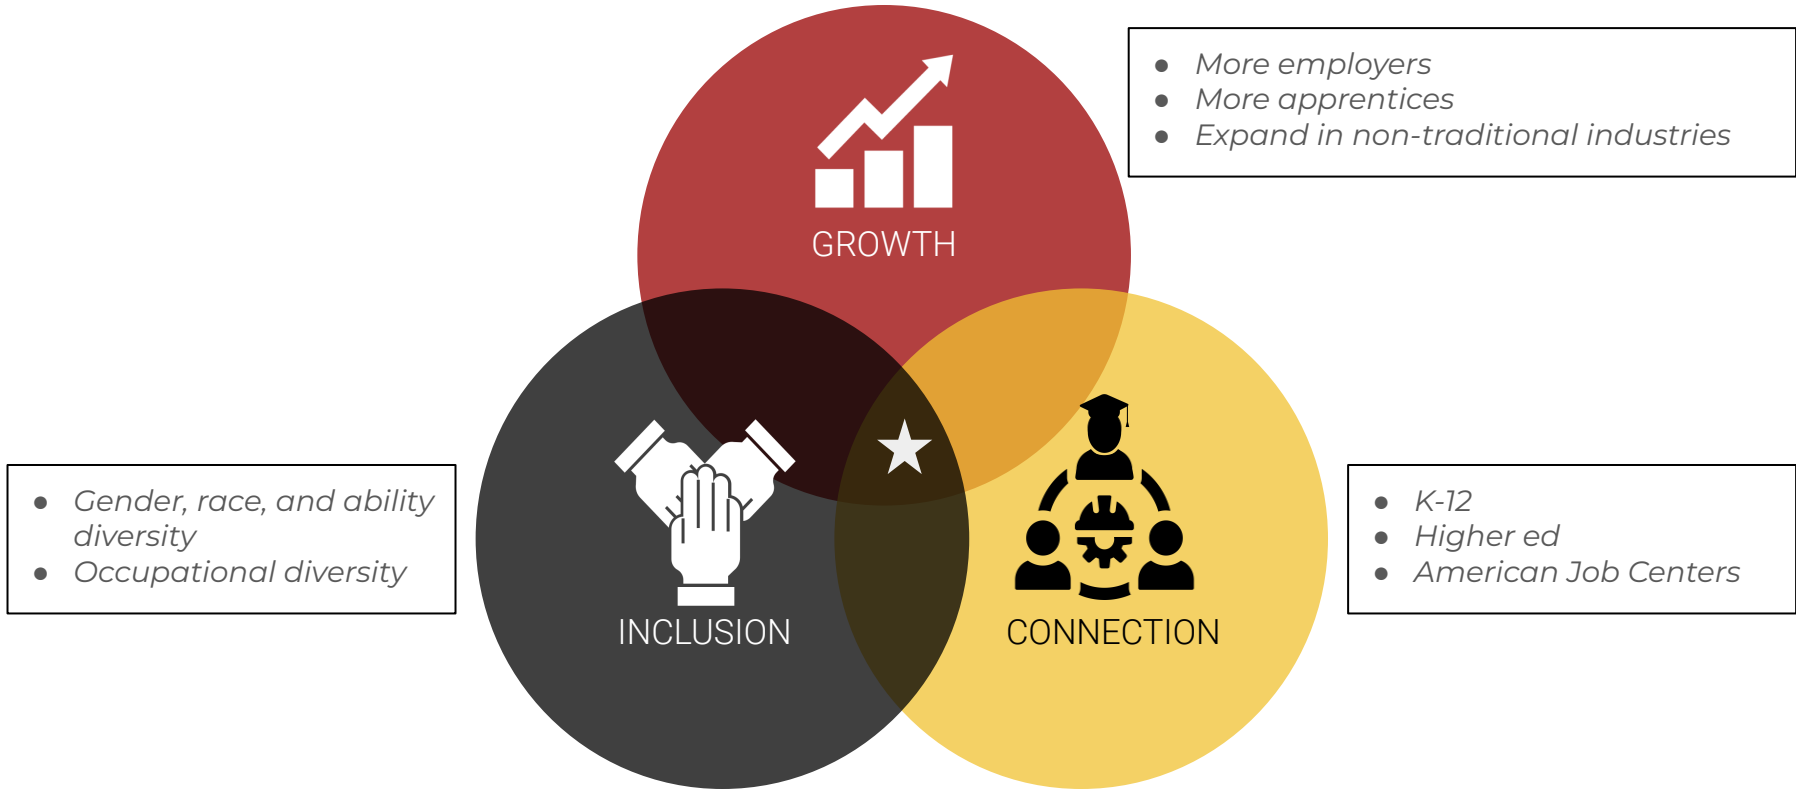 ● More employers
● More apprentices
● Expand in non-traditional industries
GROWTH
● Gender, race, and ability
diversity
● Occupational diversity
INCLUSION
CONNECTION
● K-12
● Higher ed
● American Job Centers